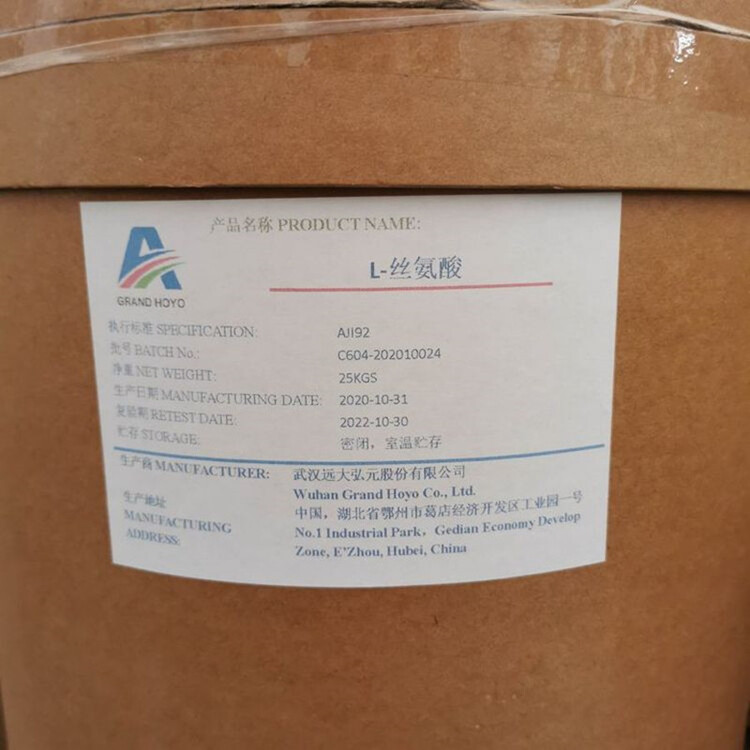 产品名称 PRODUCT NAME:
L-丝氨酸
GRAND HOYO
执行标准 SPECIFICATION: AJI92
批号 BATCH No.: C604-202010024
净重 NET WEIGHT: 25KGS
生产日期 MANUFACTURING DATE: 2020-10-31
复验期 RETEST DATE: 2022-10-30
贮存 STORAGE: 密闭，室温贮存
生产商 MANUFACTURER: 武汉远大弘元股份有限公司
Wuhan Grand Hoyo Co., Ltd.
生产地址 中国，湖北省鄂州市葛店经济开发区工业园一号
MANUFACTURING No.1 Industrial Park，Gedian Economy Develop
ADDRESS: Zone, E'Zhou, Hubei, China